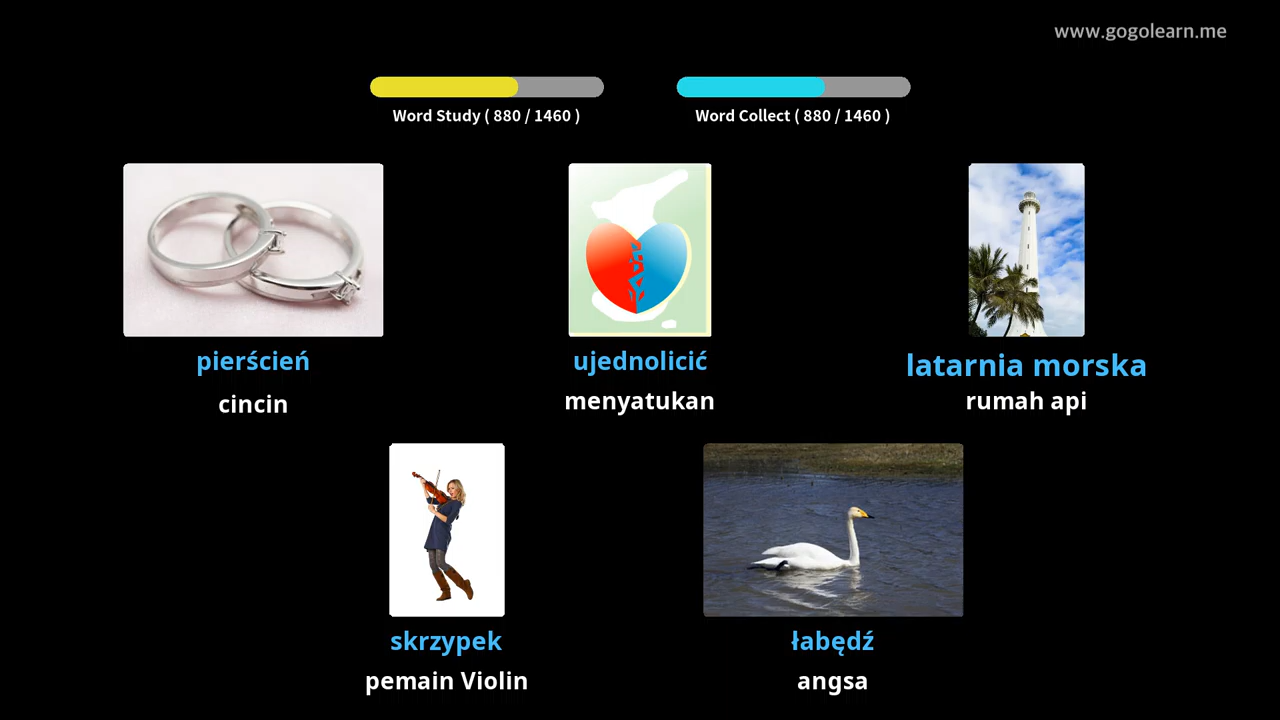 www.gogolearn.me
Word Study ( 880 / 1460 )
Word Collect ( 880 / 1460 )
pierścień
ujednolicić
latarnia morska
cincin
menyatukan
rumah api
skrzypek
łabędź
pemain Violin
angsa